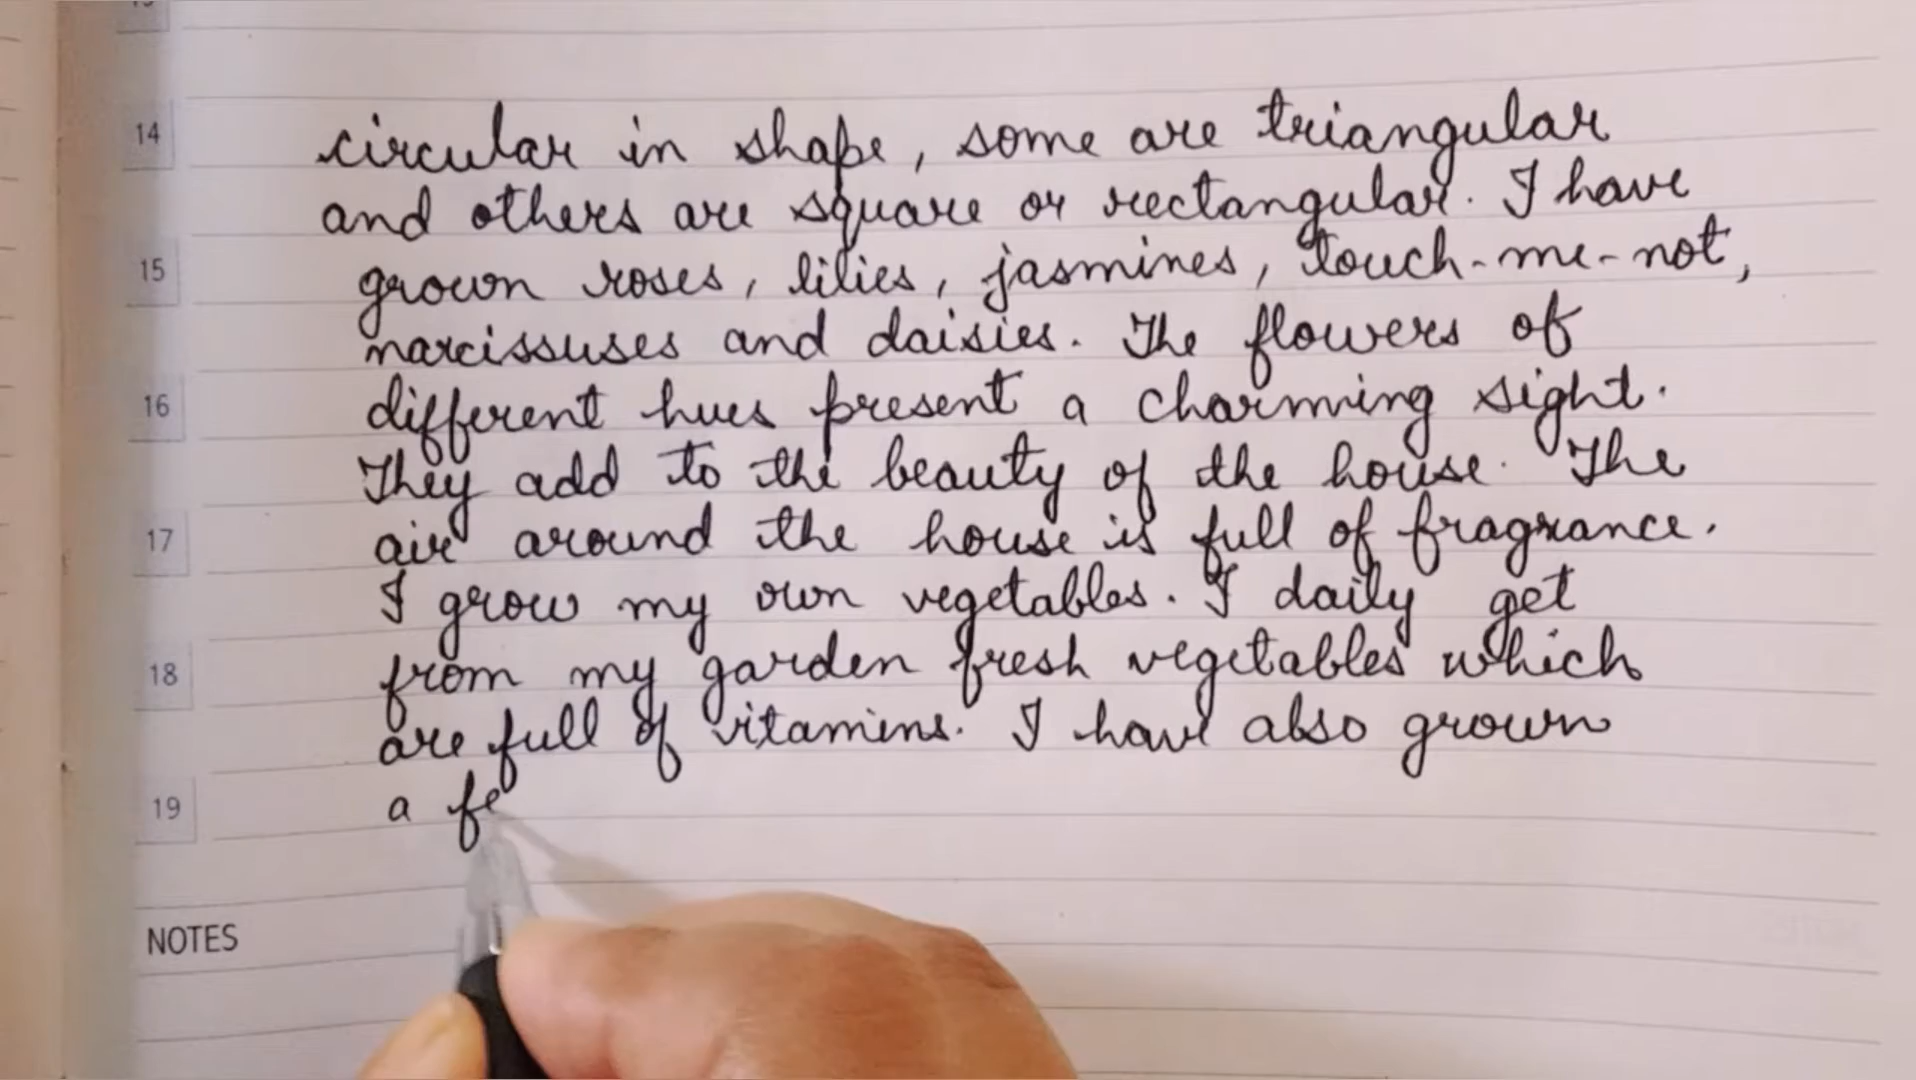 14
circular in shape, some are triangular
and others are square or rectangular. I have
15
grown roses, lilies, jasmines, touch-me-not,
narcissuses and daisies. The flowers of
16
different hues present a charming sight.
They add to the beauty of the house. The
17
air around the house is full of fragrance.
I grow my own vegetables. I daily get
18
from my garden fresh vegetables which
are full of vitamins. I have also grown
19
a fe
NOTES